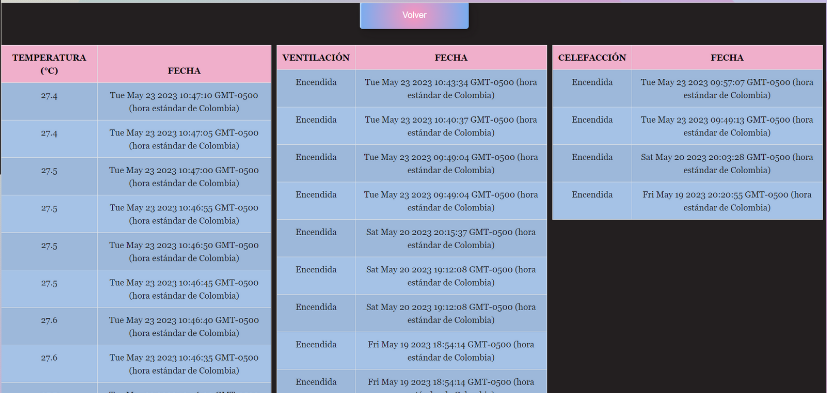 Volver
TEMPERATURA
(°C)
FECHA
27.4
Tue May 23 2023 10:47:10 GMT-0500
(hora estándar de Colombia)
27.4
Tue May 23 2023 10:47:05 GMT-0500
(hora estándar de Colombia)
27.5
Tue May 23 2023 10:47:00 GMT-0500
(hora estándar de Colombia)
27.5
Tue May 23 2023 10:46:55 GMT-0500
(hora estándar de Colombia)
27.5
Tue May 23 2023 10:46:50 GMT-0500
(hora estándar de Colombia)
27.5
Tue May 23 2023 10:46:45 GMT-0500
(hora estándar de Colombia)
27.6
Tue May 23 2023 10:46:40 GMT-0500
(hora estándar de Colombia)
27.6
Tue May 23 2023 10:46:35 GMT-0500
(hora estándar de Colombia)
VENTILACIÓN
FECHA
Encendida
Tue May 23 2023 10:43:34 GMT-0500 (hora
estándar de Colombia)
Encendida
Tue May 23 2023 10:40:37 GMT-0500 (hora
estándar de Colombia)
Encendida
Tue May 23 2023 09:49:04 GMT-0500 (hora
estándar de Colombia)
Encendida
Tue May 23 2023 09:49:04 GMT-0500 (hora
estándar de Colombia)
Encendida
Sat May 20 2023 20:15:37 GMT-0500 (hora
estándar de Colombia)
Encendida
Sat May 20 2023 19:12:08 GMT-0500 (hora
estándar de Colombia)
Encendida
Sat May 20 2023 19:12:08 GMT-0500 (hora
estándar de Colombia)
Encendida
Fri May 19 2023 18:54:14 GMT-0500 (hora
estándar de Colombia)
Encendida
Fri May 19 2023 18:54:14 GMT-0500 (hora
CELEFACCIÓN
FECHA
Encendida
Tue May 23 2023 09:57:07 GMT-0500 (hora
estándar de Colombia)
Encendida
Tue May 23 2023 09:49:13 GMT-0500 (hora
estándar de Colombia)
Encendida
Sat May 20 2023 20:03:28 GMT-0500 (hora
estándar de Colombia)
Encendida
Fri May 19 2023 20:20:55 GMT-0500 (hora
estándar de Colombia)